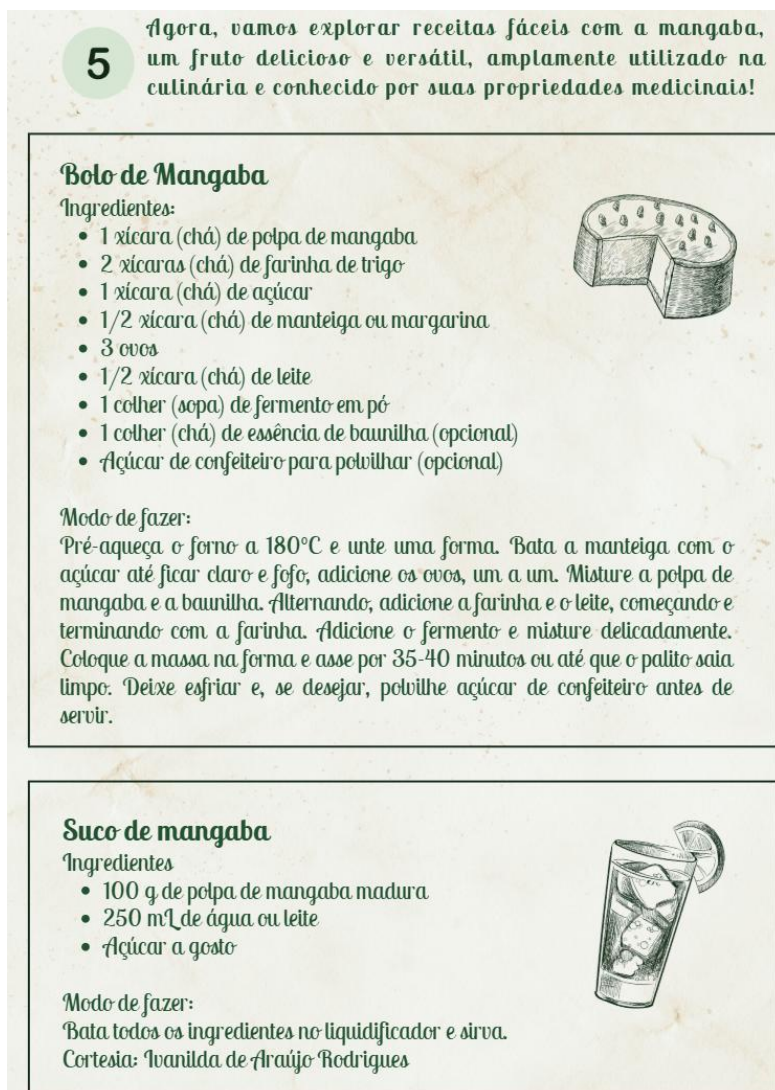 5
Agora, vamos explorar receitas fáceis com a mangaba,
um fruto delicioso e versátil, amplamente utilizado na
culinária e conhecido por suas propriedades medicinais!
Bolo de Mangaba
Ingredientes:
• 1 xícara (chá) de polpa de mangaba
• 2 xícaras (chá) de farinha de trigo
• 1 xícara (chá) de açúcar
• 1/2 xícara (chá) de manteiga ou margarina
• 3 ovos
• 1/2 xícara (chá) de leite
• 1 colher (sopa) de fermento em pó
• 1 colher (chá) de essência de baunilha (opcional)
• Açúcar de confeiteiro para polvilhar (opcional)
Modo de fazer:
Pré-aqueça o forno a 180°C e unte uma forma. Bata a manteiga com o
açúcar até ficar claro e fofo, adicione os ovos, um a um. Misture a polpa de
mangaba e a baunilha. Alternando, adicione a farinha e o leite, começando e
terminando com a farinha. Adicione o fermento e misture delicadamente.
Coloque a massa na forma e asse por 35-40 minutos ou até que o palito saia
limpo. Deixe esfriar e, se desejar, polvilhe açúcar de confeiteiro antes de
servir.
Suco de mangaba
Ingredientes
• 100 g de polpa de mangaba madura
• 250 mL de água ou leite
• Açúcar a gosto
Modo de fazer:
Bata todos os ingredientes no liquidificador e sirva.
Cortesia: Ivanilda de Araújo Rodrigues